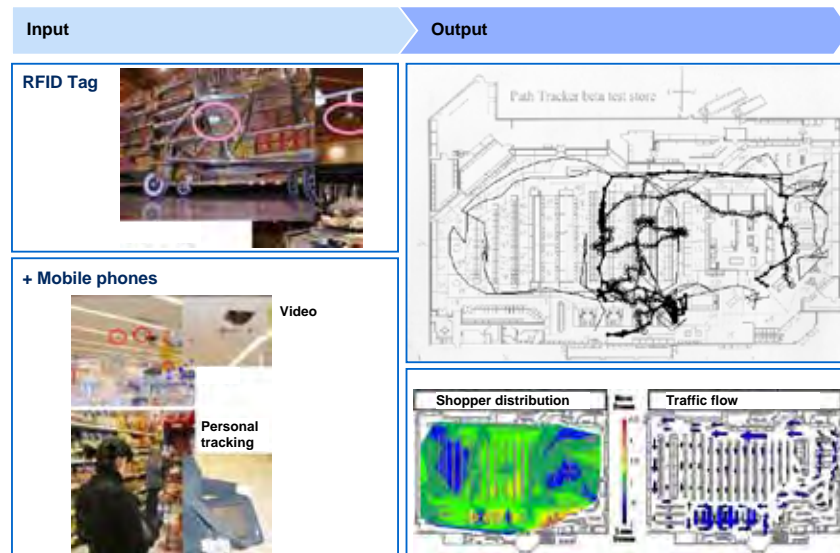 Input
Output
RFID Tag
Path Tracker beta test store
+ Mobile phones
Video
Personal
tracking
Shopper distribution
Traffic flow